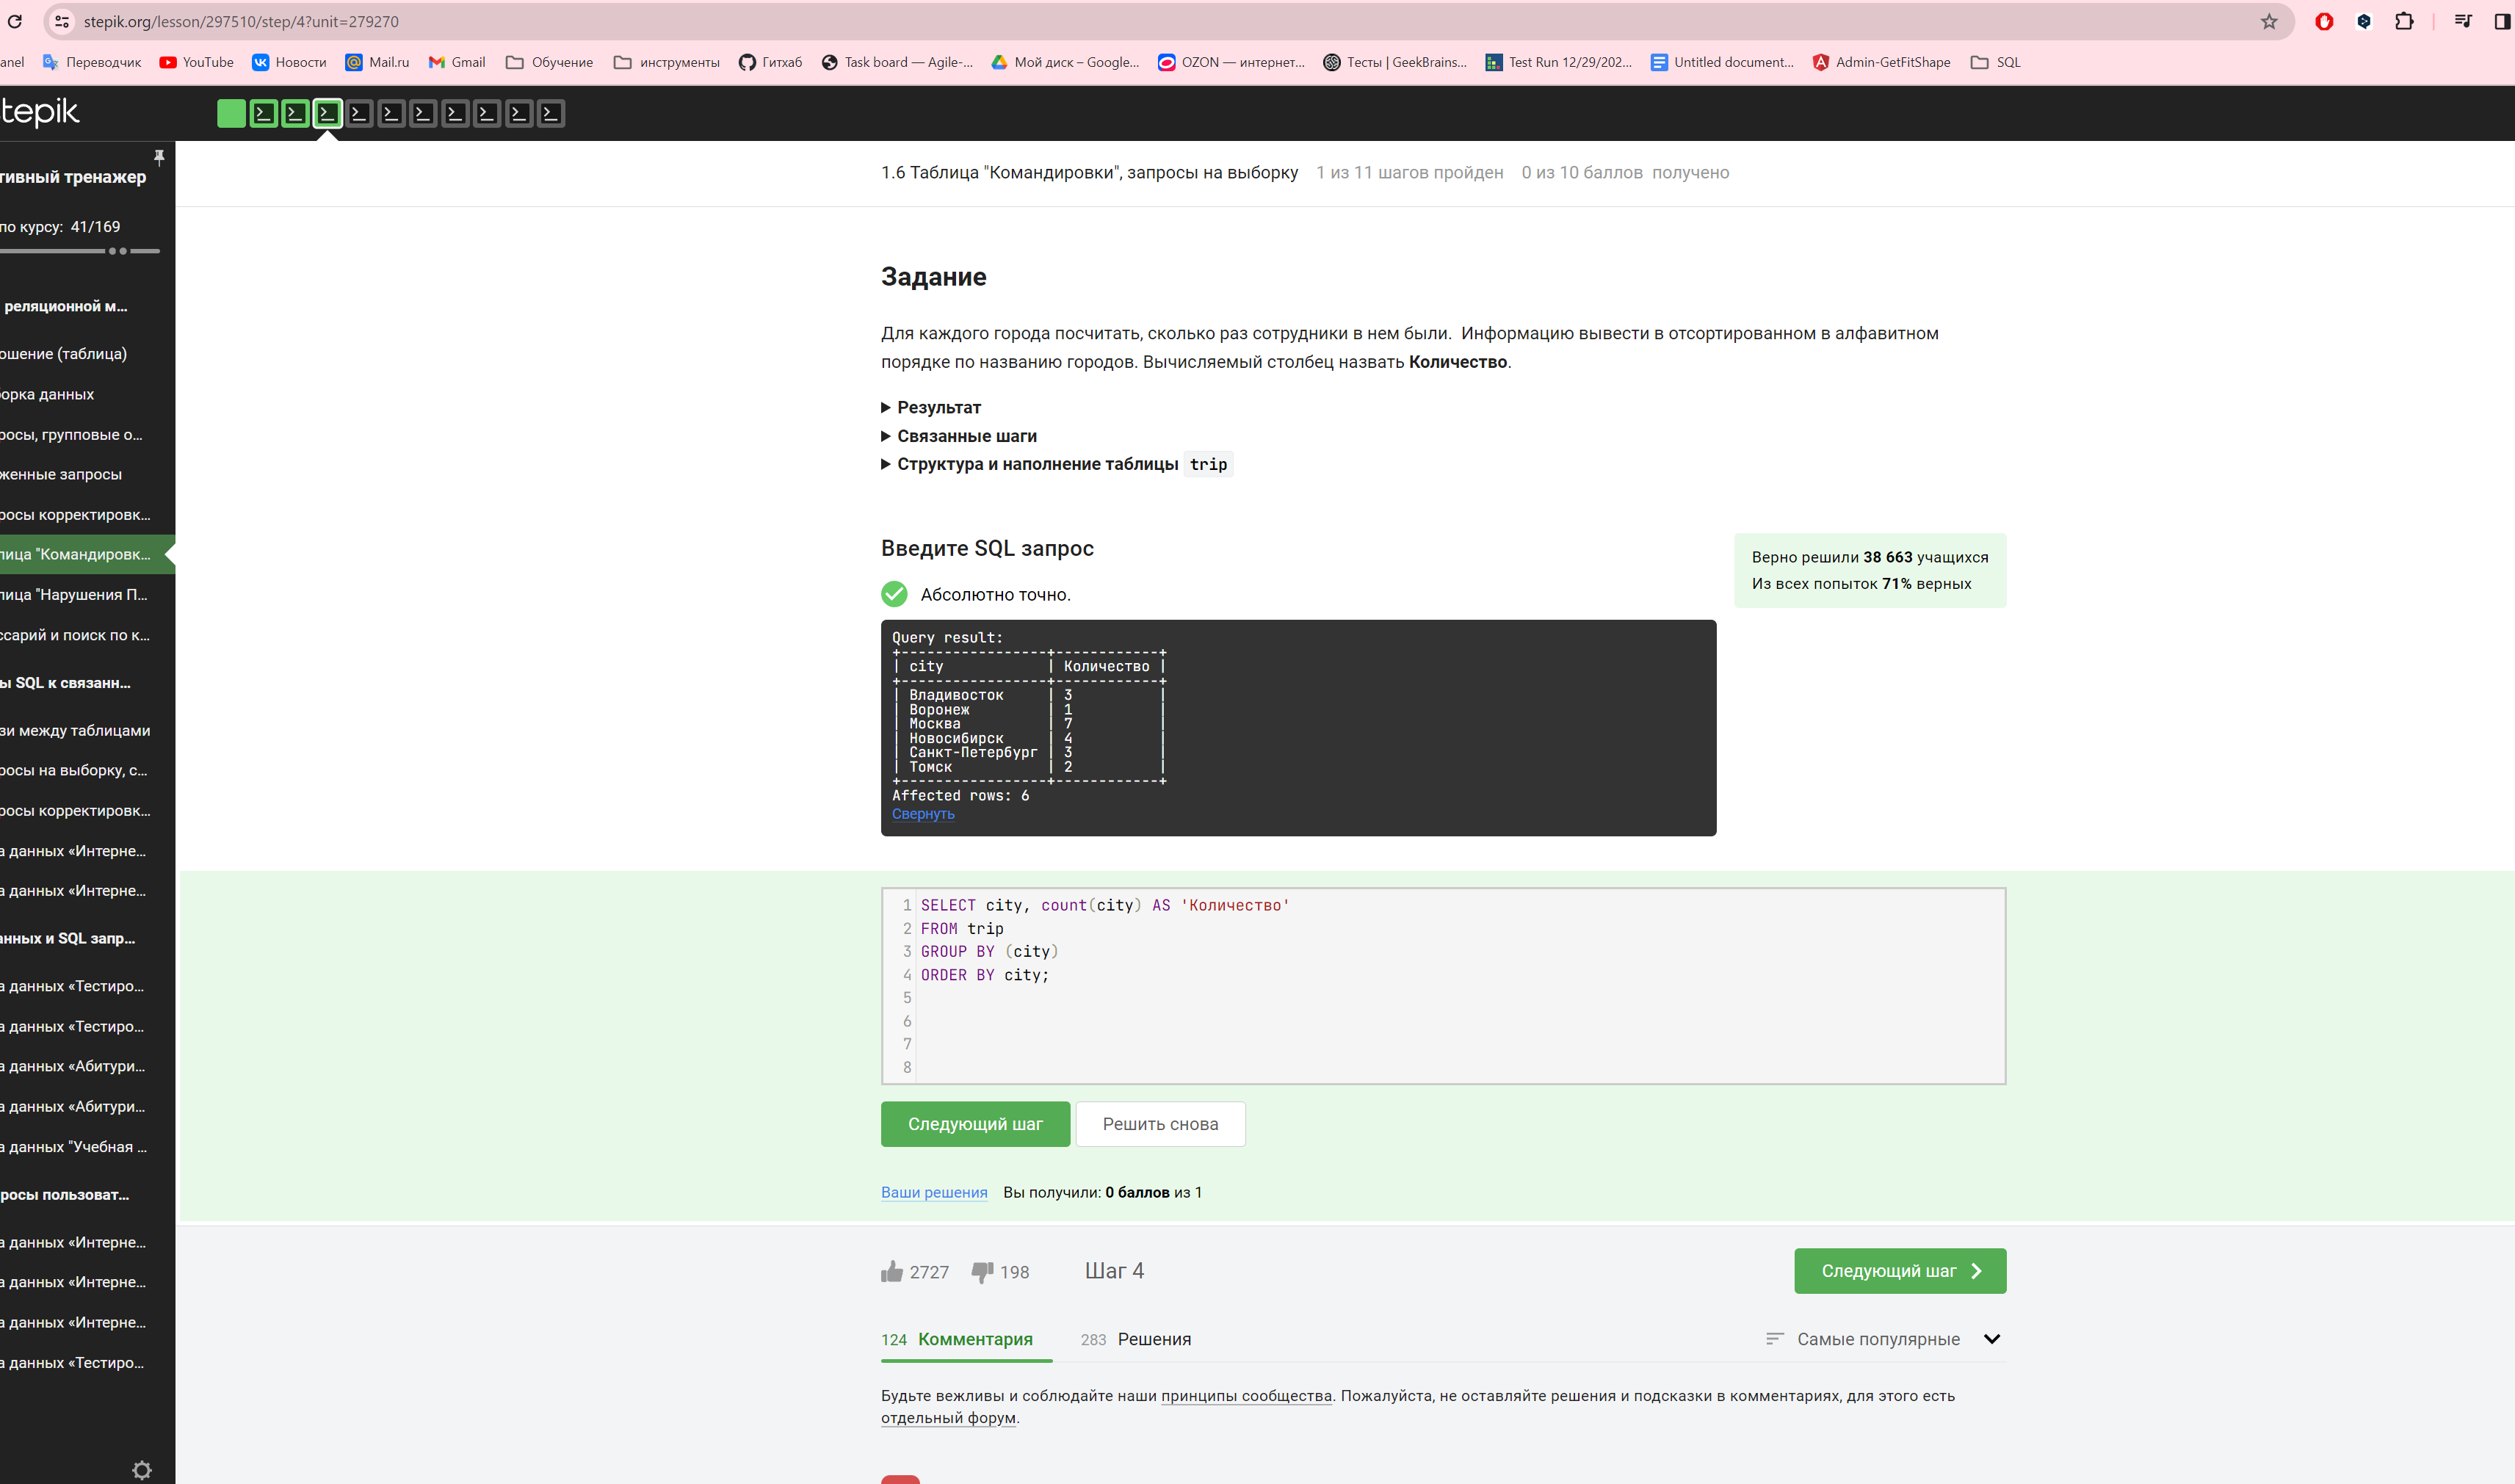 stepik.org/lesson/297510/step/4?unit=279270
anel Переводчик YouTube Новости Mail.ru Gmail Обучение инструменты Гитхаб Task board — Agile-... Мой диск – Google... OZON — интернет... Тесты | GeekBrains... Test Run 12/29/202... Untitled document... Admin-GetFitShape SQL
tepik
тивный тренажер
по курсу: 41/169
реляционной м...
ошение (таблица)
орка данных
росы, групповые о...
женные запросы
росы корректировк...
лица "Командировк...
лица "Нарушения П...
ссарий и поиск по к...
ы SQL к связанн...
зи между таблицами
росы на выборку, с...
росы корректировк...
а данных «Интерне...
а данных «Интерне...
анных и SQL запр...
а данных «Тестиро...
а данных «Тестиро...
а данных «Абитури...
а данных «Абитури...
а данных "Учебная ...
росы пользоват...
а данных «Интерне...
а данных «Интерне...
а данных «Интерне...
а данных «Тестиро...
1.6 Таблица "Командировки", запросы на выборку 1 из 11 шагов пройден 0 из 10 баллов получено
Задание
Для каждого города посчитать, сколько раз сотрудники в нем были. Информацию вывести в отсортированном в алфавитном
порядке по названию городов. Вычисляемый столбец назвать Количество.
Результат
Связанные шаги
Структура и наполнение таблицы trip
Введите SQL запрос
Верно решили 38 663 учащихся
Из всех попыток 71% верных
Абсолютно точно.
Query result:
+-----------------+------------+
| city | Количество |
+-----------------+------------+
| Владивосток | 3 |
| Воронеж | 1 |
| Москва | 7 |
| Новосибирск | 4 |
| Санкт-Петербург | 3 |
| Томск | 2 |
+-----------------+------------+
Affected rows: 6
Свернуть
1 SELECT city, count(city) AS 'Количество'
2 FROM trip
3 GROUP BY (city)
4 ORDER BY city;
5
6
7
8
Следующий шаг Решить снова
Ваши решения Вы получили: 0 баллов из 1
2727 198 Шаг 4 Следующий шаг
124 Комментария 283 Решения Самые популярные
Будьте вежливы и соблюдайте наши принципы сообщества. Пожалуйста, не оставляйте решения и подсказки в комментариях, для этого есть
отдельный форум.